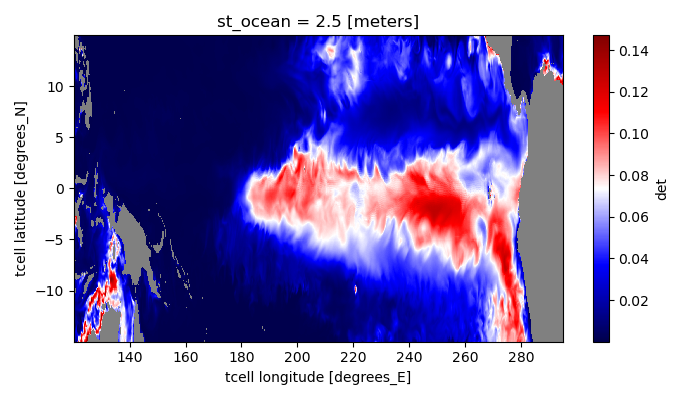 st_ocean = 2.5 [meters]
10
5
0
−5
−10
tcell latitude [degrees_N]
140 160 180 200 220 240 260 280
tcell longitude [degrees_E]
0.14
0.12
0.10
0.08
0.06
0.04
0.02
det